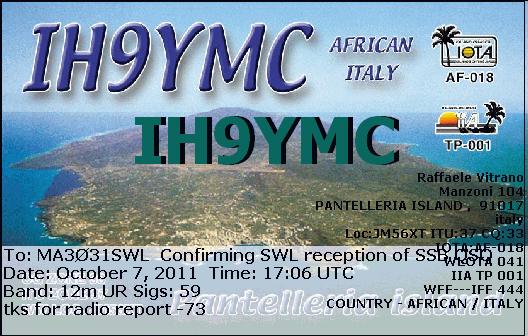 IH9YMC
AFRICAN
ITALY
IOTA
AF-018
IH9YMC
IIA
TP-001
Raffaele Vitrano
Manzoni 104
PANTELLERIA ISLAND , 91017
italy
Loc:JM56XT ITU:37 CQ:33
IOTA:AF-018
WLOTA 041
IIA TP 001
WFF---IFF 444
COUNTRY - AFRICAN / ITALY
To: MA3Ø31SWL Confirming SWL reception of SSB QSO
Date: October 7, 2011 Time: 17:06 UTC
Band: 12m UR Sigs: 59
tks for radio report -73
Pantelleria island